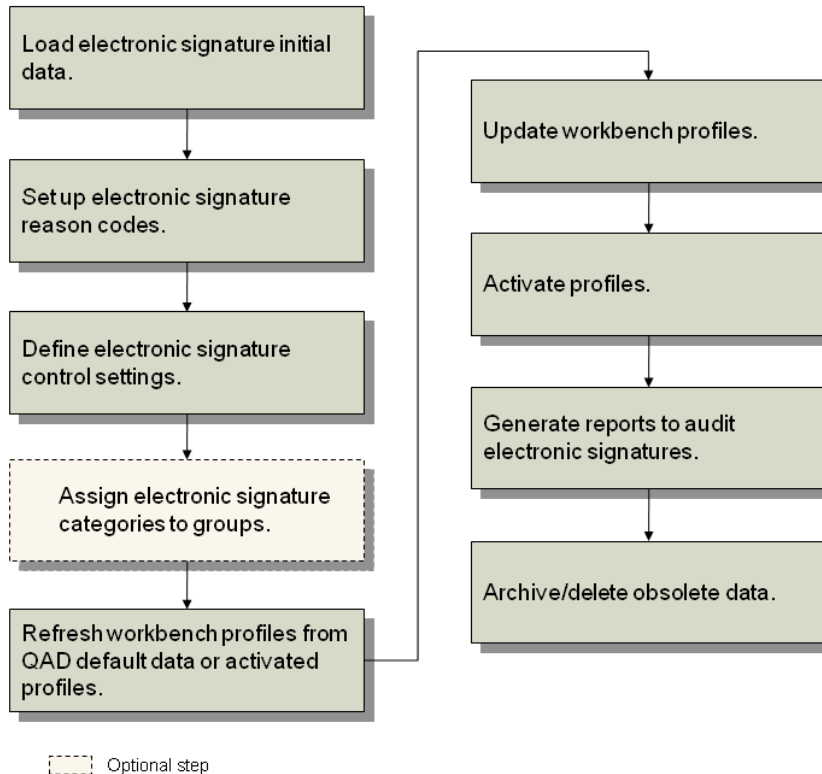 Load electronic signature initial
data.
Set up electronic signature
reason codes.
Define electronic signature
control settings.
Assign electronic signature
categories to groups.
Refresh workbench profiles from
QAD default data or activated
profiles.
Update workbench profiles.
Activate profiles.
Generate reports to audit
electronic signatures.
Archive/delete obsolete data.
Optional step